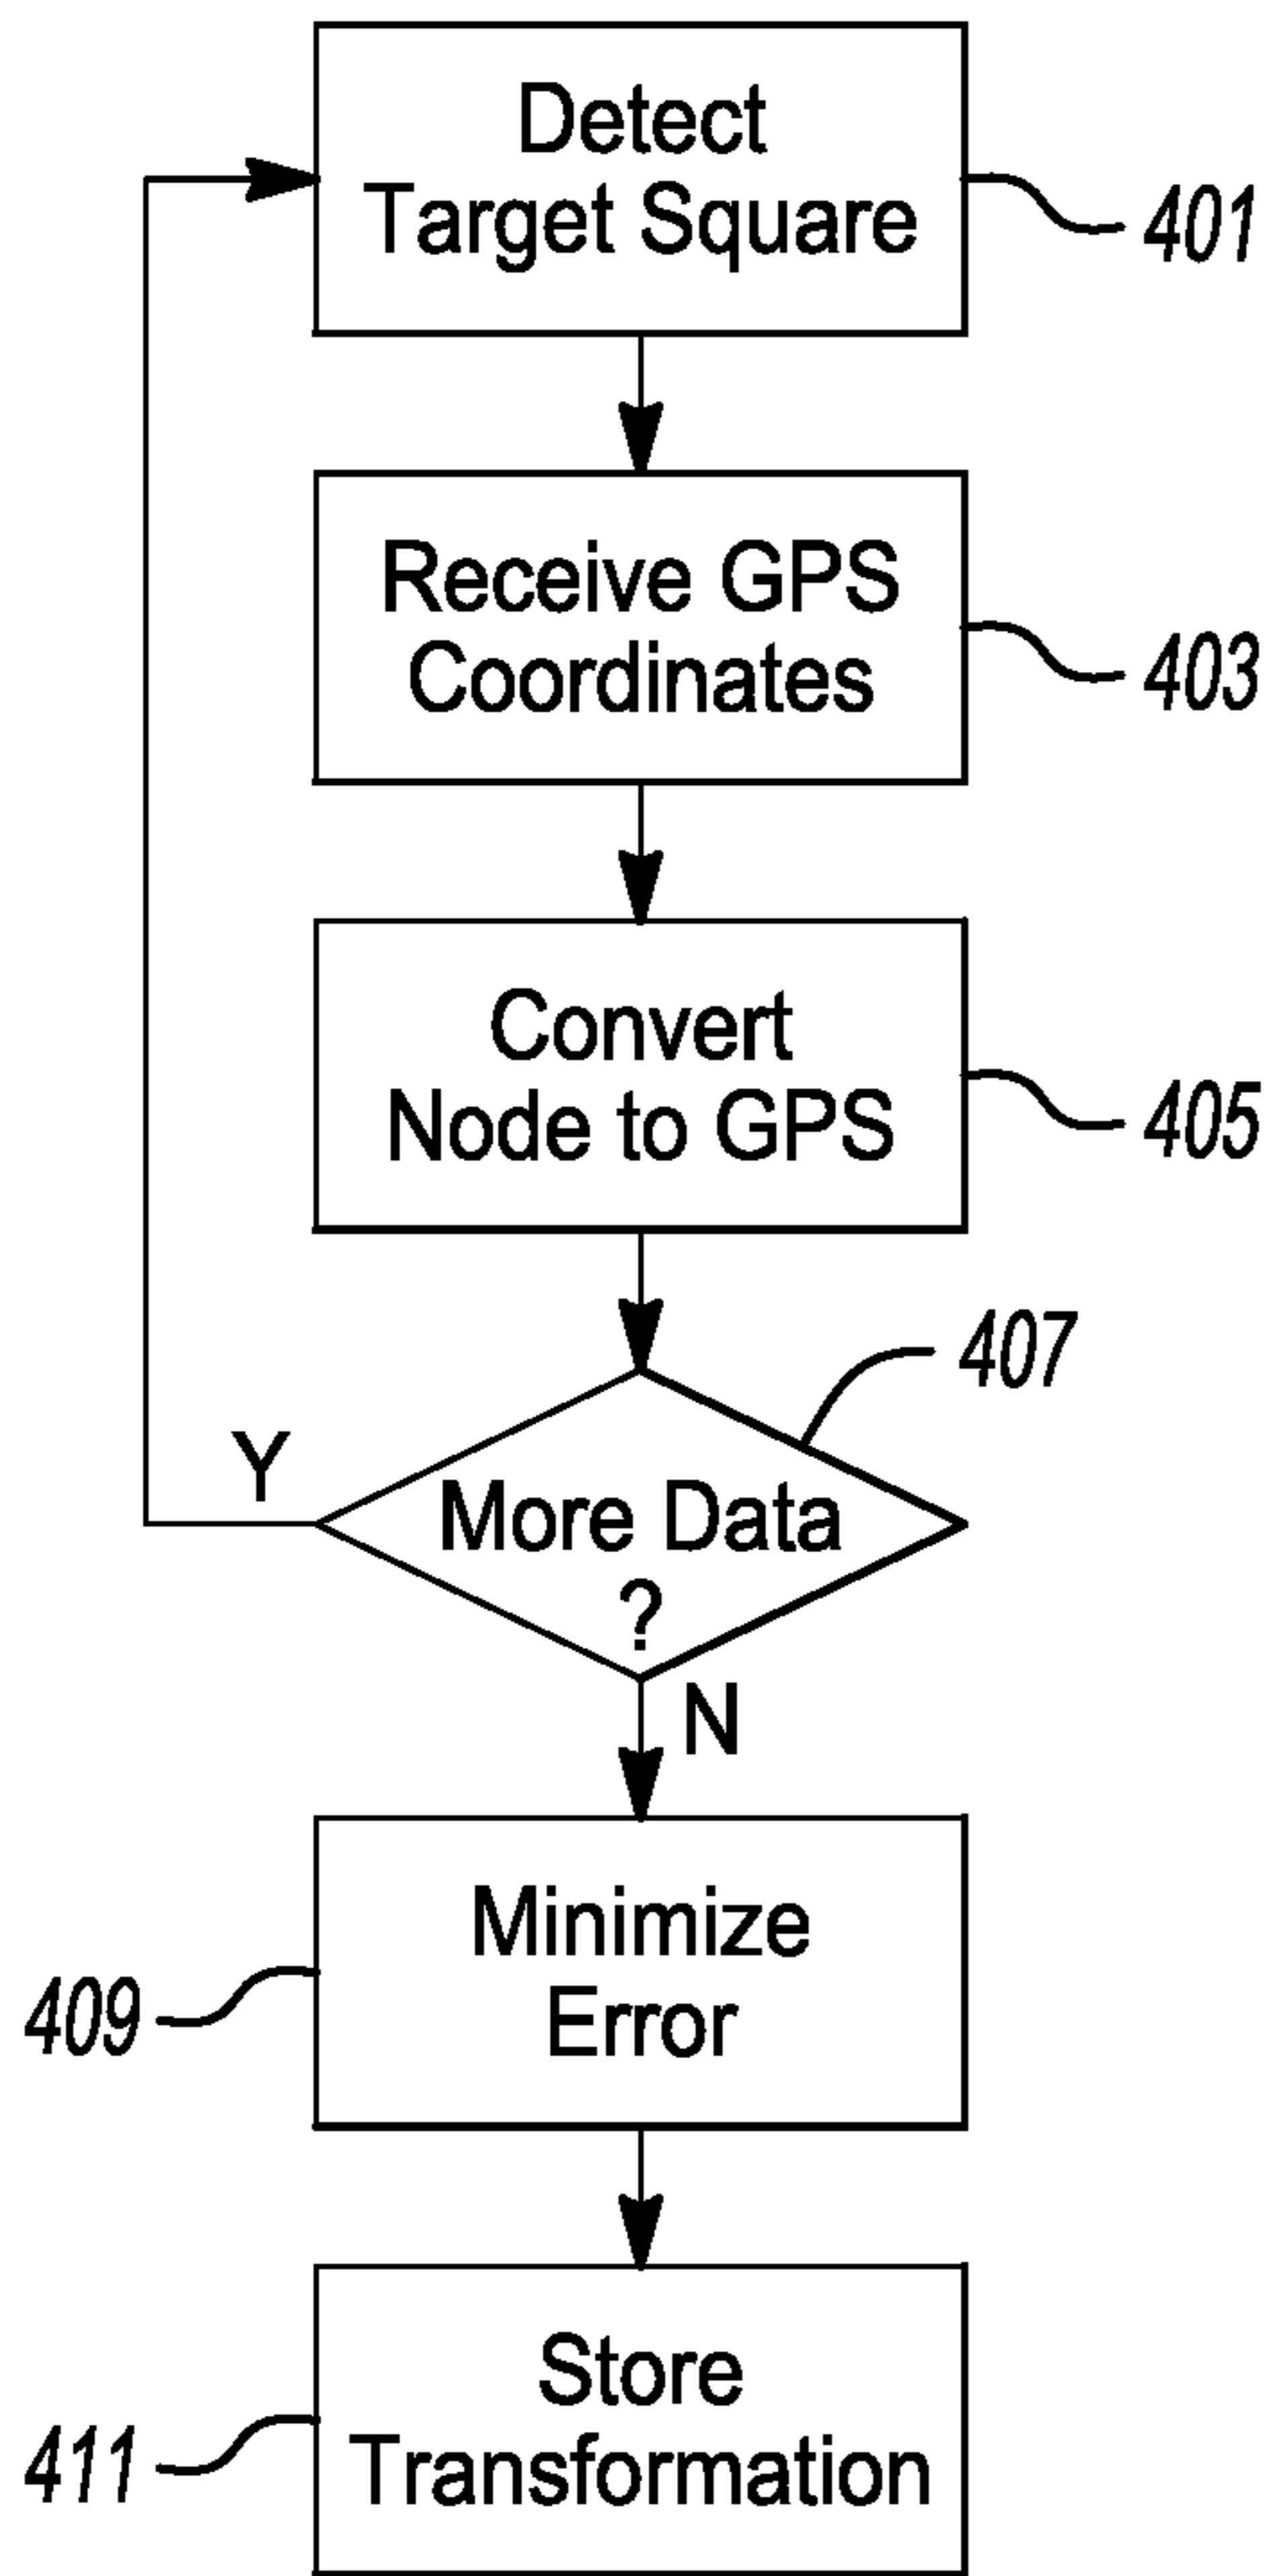 Detect
Target Square
401
Receive GPS
Coordinates
403
Convert
Node to GPS
405
407
Y
More Data
?
N
Minimize
Error
409
Store
Transformation
411